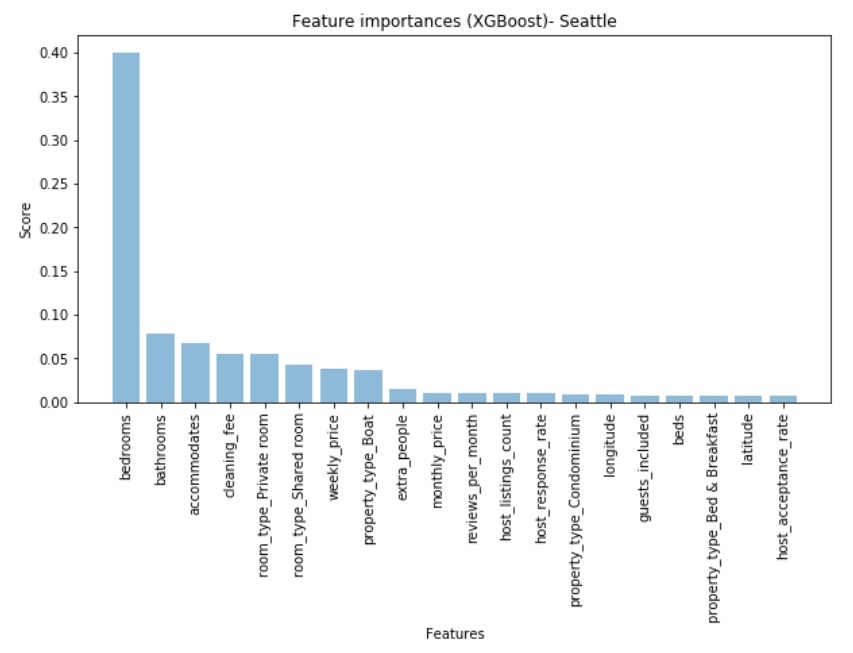 Feature importances (XGBoost)- Seattle
0.40
0.35
0.30
0.25
0.20
0.15
0.10
0.05
0.00
Score
bedrooms
bathrooms
accommodates
cleaning_fee
room_type_Private room
room_type_Shared room
weekly_price
property_type_Boat
extra_people
monthly_price
reviews_per_month
host_listings_count
host_response_rate
property_type_Condominium
longitude
guests_included
beds
property_type_Bed & Breakfast
latitude
host_acceptance_rate
Features